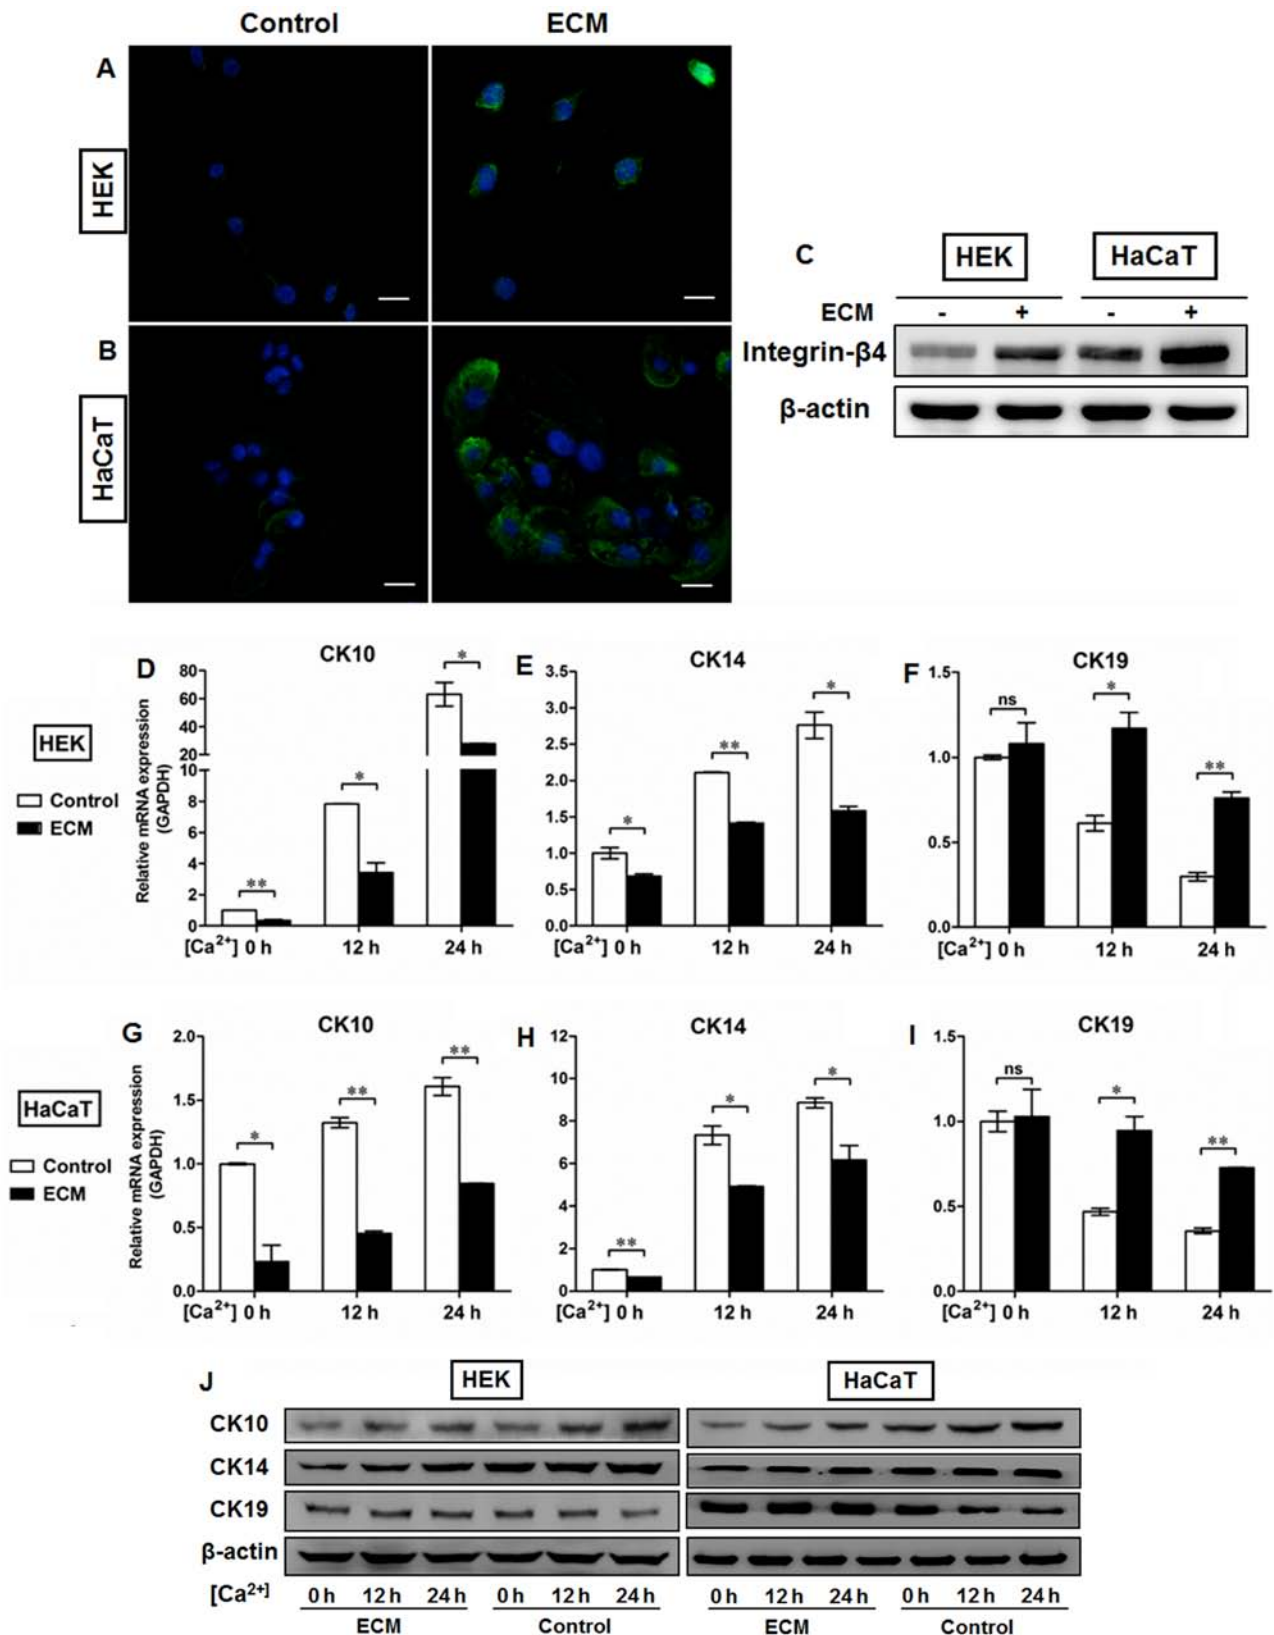 Control ECM
A
HEK
B
HaCaT
C HEK HaCaT
ECM - + - +
Integrin-β4
β-actin
HEK
Control
ECM
D CK10
Relative mRNA expression
(GAPDH)
80
60
40
20
10
8
6
4
2
0
** * *
[Ca²⁺] 0 h 12 h 24 h
E CK14
3.5
3.0
2.5
2.0
1.5
1.0
0.5
0.0
* ** *
[Ca²⁺] 0 h 12 h 24 h
F CK19
1.5
1.0
0.5
0.0
ns * **
[Ca²⁺] 0 h 12 h 24 h
HaCaT
Control
ECM
G CK10
Relative mRNA expression
(GAPDH)
2.0
1.5
1.0
0.5
0.0
* ** **
[Ca²⁺] 0 h 12 h 24 h
H CK14
12
10
8
6
4
2
0
** * *
[Ca²⁺] 0 h 12 h 24 h
I CK19
1.5
1.0
0.5
0.0
ns * **
[Ca²⁺] 0 h 12 h 24 h
J HEK HaCaT
CK10
CK14
CK19
β-actin
[Ca²⁺] 0 h 12 h 24 h 0 h 12 h 24 h 0 h 12 h 24 h 0 h 12 h 24 h
ECM Control ECM Control